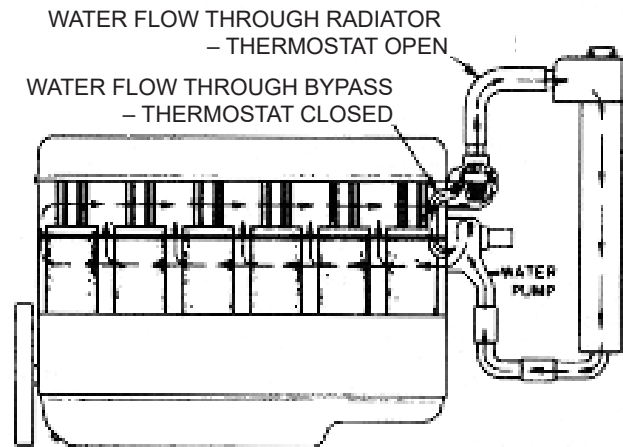 WATER FLOW THROUGH RADIATOR
– THERMOSTAT OPEN
WATER FLOW THROUGH BYPASS
– THERMOSTAT CLOSED
WATER
PUMP